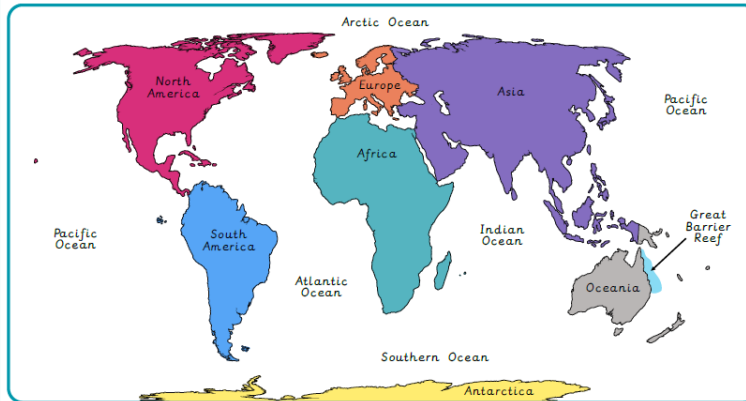 Arctic Ocean
North
America
Europe
Asia
Pacific
Ocean
Africa
Great
Barrier
Reef
Pacific
Ocean
South
America
Indian
Ocean
Atlantic
Ocean
Oceania
Southern Ocean
Antarctica